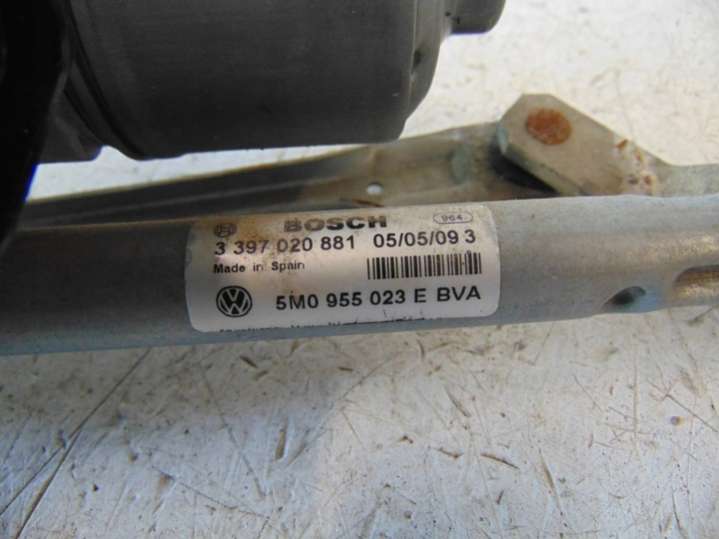 BOSCH 964
3 397 020 881 05/05/09 3
Made in Spain
5M0 955 023 E BVA